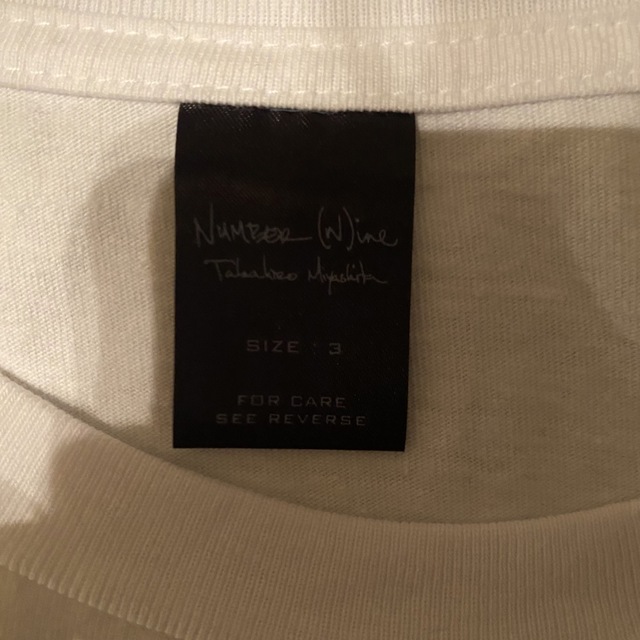 NUMBER (N)ine
Takahiro Miyashita
SIZE : 3
FOR CARE
SEE REVERSE